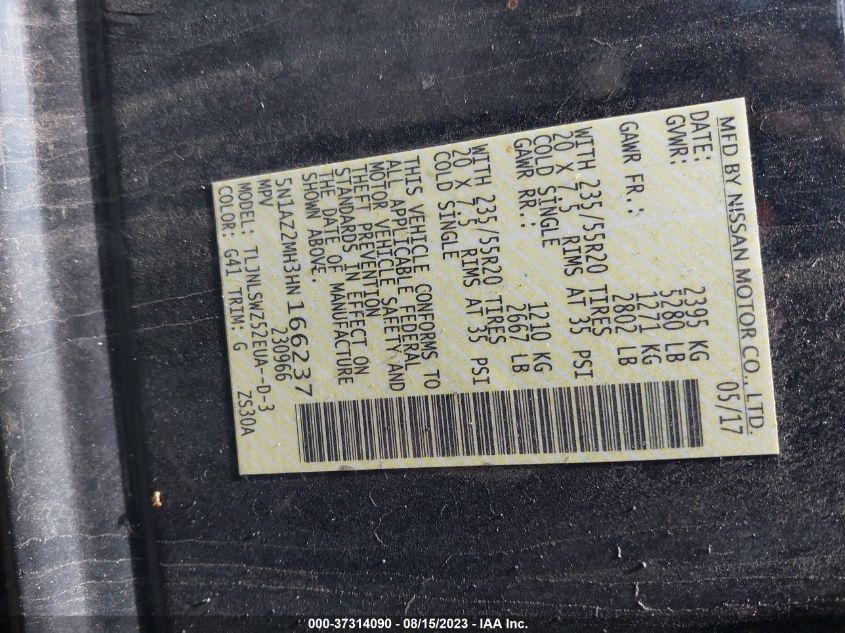 MFD BY NISSAN MOTOR CO., LTD.
DATE: 05/17
GVWR: 2395 KG
5280 LB
GAWR FR.: 1271 KG
2802 LB
WITH 235/55R20 TIRES
20 X 7.5 RIMS AT 35 PSI
COLD SINGLE
GAWR RR.: 1210 KG
2667 LB
WITH 235/55R20 TIRES
20 X 7.5 RIMS AT 35 PSI
COLD SINGLE
THIS VEHICLE CONFORMS TO
ALL APPLICABLE FEDERAL
MOTOR VEHICLE SAFETY AND
THEFT PREVENTION
STANDARDS IN EFFECT ON
THE DATE OF MANUFACTURE
SHOWN ABOVE.
5N1AZ2MH3HN166237
MPV 230966
MODEL: TLJNLSWZ52EUA-D-3
COLOR: GA1 TRIM: G ZS30A
000-37314090 - 08/15/2023 - IAA Inc.